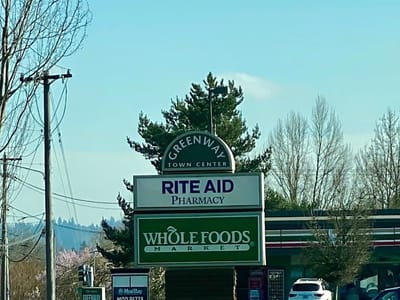 GREENWAY
TOWN CENTER
RITE AID
PHARMACY
WHOLE FOODS
MARKET